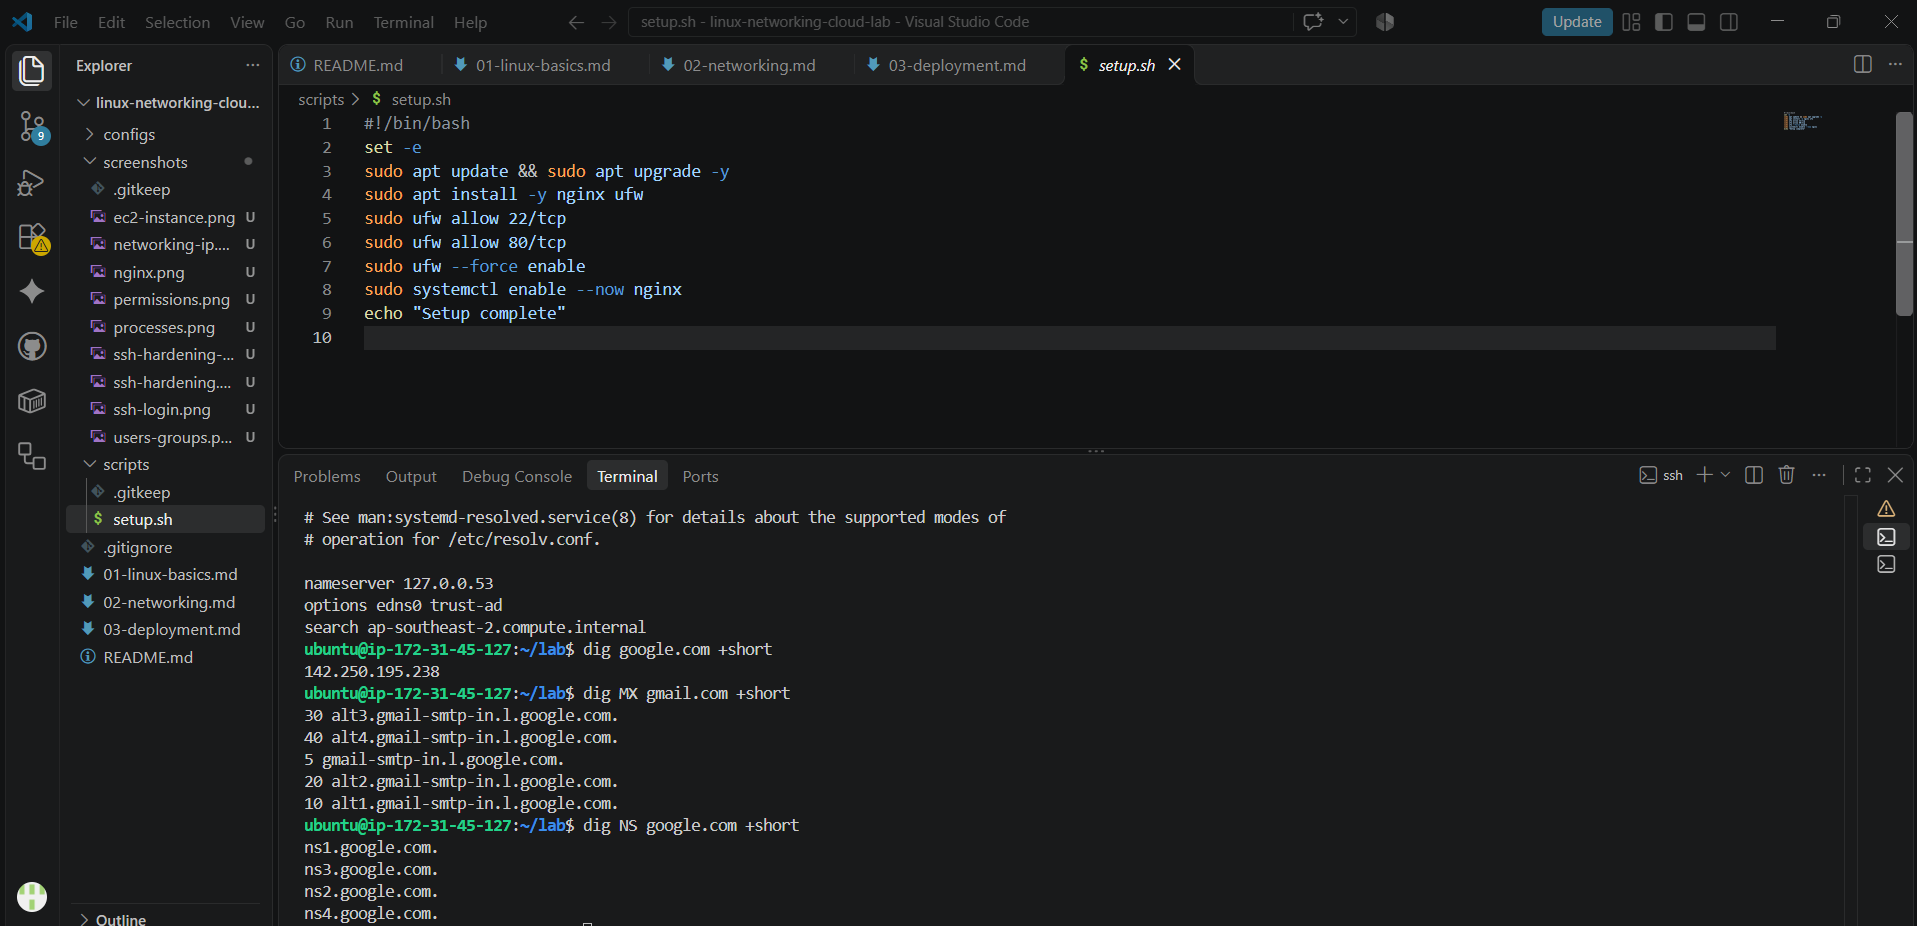 File Edit Selection View Go Run Terminal Help
setup.sh - linux-networking-cloud-lab - Visual Studio Code
Update
Explorer
linux-networking-clou...
configs
screenshots
.gitkeep
ec2-instance.png U
networking-ip.... U
nginx.png U
permissions.png U
processes.png U
ssh-hardening-... U
ssh-hardening.... U
ssh-login.png U
users-groups.p... U
scripts
.gitkeep
$ setup.sh
.gitignore
01-linux-basics.md
02-networking.md
03-deployment.md
README.md
Outline
9
README.md 01-linux-basics.md 02-networking.md 03-deployment.md $ setup.sh
scripts > $ setup.sh
1 #!/bin/bash
2 set -e
3 sudo apt update && sudo apt upgrade -y
4 sudo apt install -y nginx ufw
5 sudo ufw allow 22/tcp
6 sudo ufw allow 80/tcp
7 sudo ufw --force enable
8 sudo systemctl enable --now nginx
9 echo "Setup complete"
10
Problems Output Debug Console Terminal Ports
ssh
# See man:systemd-resolved.service(8) for details about the supported modes of
# operation for /etc/resolv.conf.
nameserver 127.0.0.53
options edns0 trust-ad
search ap-southeast-2.compute.internal
ubuntu@ip-172-31-45-127:~/lab$ dig google.com +short
142.250.195.238
ubuntu@ip-172-31-45-127:~/lab$ dig MX gmail.com +short
30 alt3.gmail-smtp-in.l.google.com.
40 alt4.gmail-smtp-in.l.google.com.
5 gmail-smtp-in.l.google.com.
20 alt2.gmail-smtp-in.l.google.com.
10 alt1.gmail-smtp-in.l.google.com.
ubuntu@ip-172-31-45-127:~/lab$ dig NS google.com +short
ns1.google.com.
ns3.google.com.
ns2.google.com.
ns4.google.com.